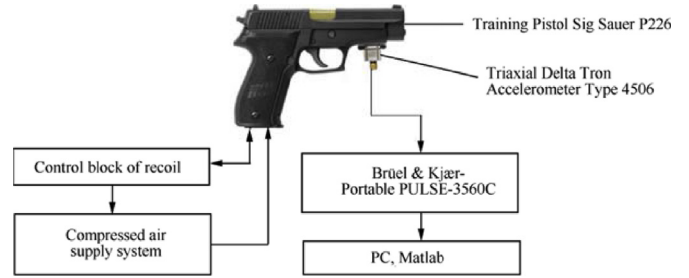 Training Pistol Sig Sauer P226
Triaxial Delta Tron
Accelerometer Type 4506
Control block of recoil
Brüel & Kjær-
Portable PULSE-3560C
Compressed air
supply system
PC, Matlab